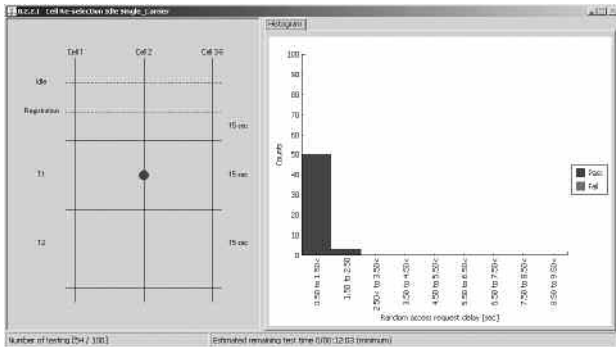 8.2.2.1 Cell Re-selection Idle Single_Carrier
Histogram
Cell 1 Cell 2 Cell 36
Idle
Registration
15 sec
T1
15 sec
T2
15 sec
Counts
100
90
80
70
60
50
40
30
20
10
0
0.50 to 1.50<
1.50 to 2.50
2.50< to 3.50<
3.50 to 4.50<
4.50 to 5.50<
5.50 to 6.50<
6.50 to 7.50<
7.50 to 8.50<
8.50 to 9.50<
Random access request delay [sec]
Pass
Fail
Number of testing [54 / 100]
Estimated remaining test time 0/00:12:03 (minimum)